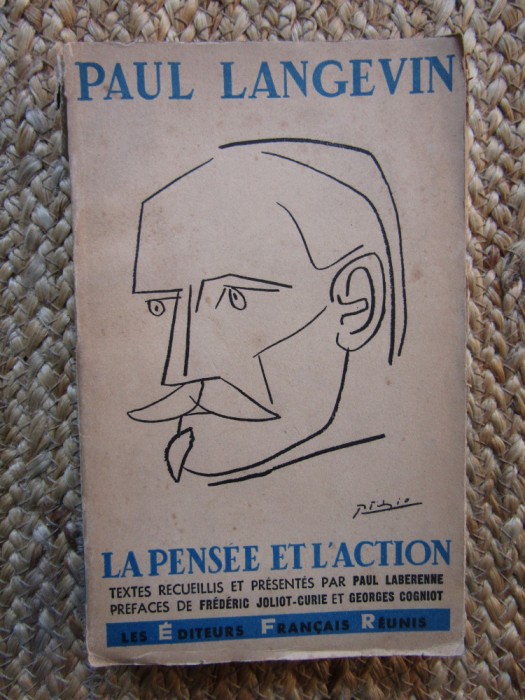 PAUL LANGEVIN
LA PENSÉE ET L'ACTION
TEXTES RECUEILLIS ET PRÉSENTÉS PAR PAUL LABERENNE
PREFACES DE FRÉDÉRIC JOLIOT-CURIE ET GEORGES COGNIOT
LES ÉDITEURS FRANÇAIS RÉUNIS